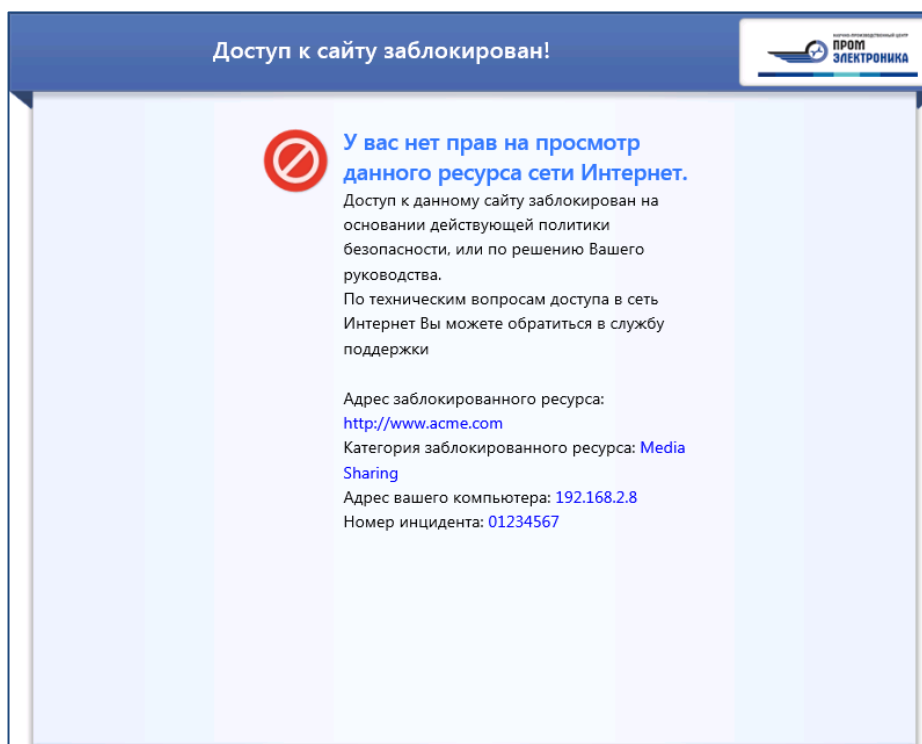 Доступ к сайту заблокирован!
НАУЧНО-ПРОИЗВОДСТВЕННЫЙ ЦЕНТР
ПРОМ
ЭЛЕКТРОНИКА
У вас нет прав на просмотр
данного ресурса сети Интернет.
Доступ к данному сайту заблокирован на
основании действующей политики
безопасности, или по решению Вашего
руководства.
По техническим вопросам доступа в сеть
Интернет Вы можете обратиться в службу
поддержки
Адрес заблокированного ресурса:
http://www.acme.com
Категория заблокированного ресурса: Media
Sharing
Адрес вашего компьютера: 192.168.2.8
Номер инцидента: 01234567